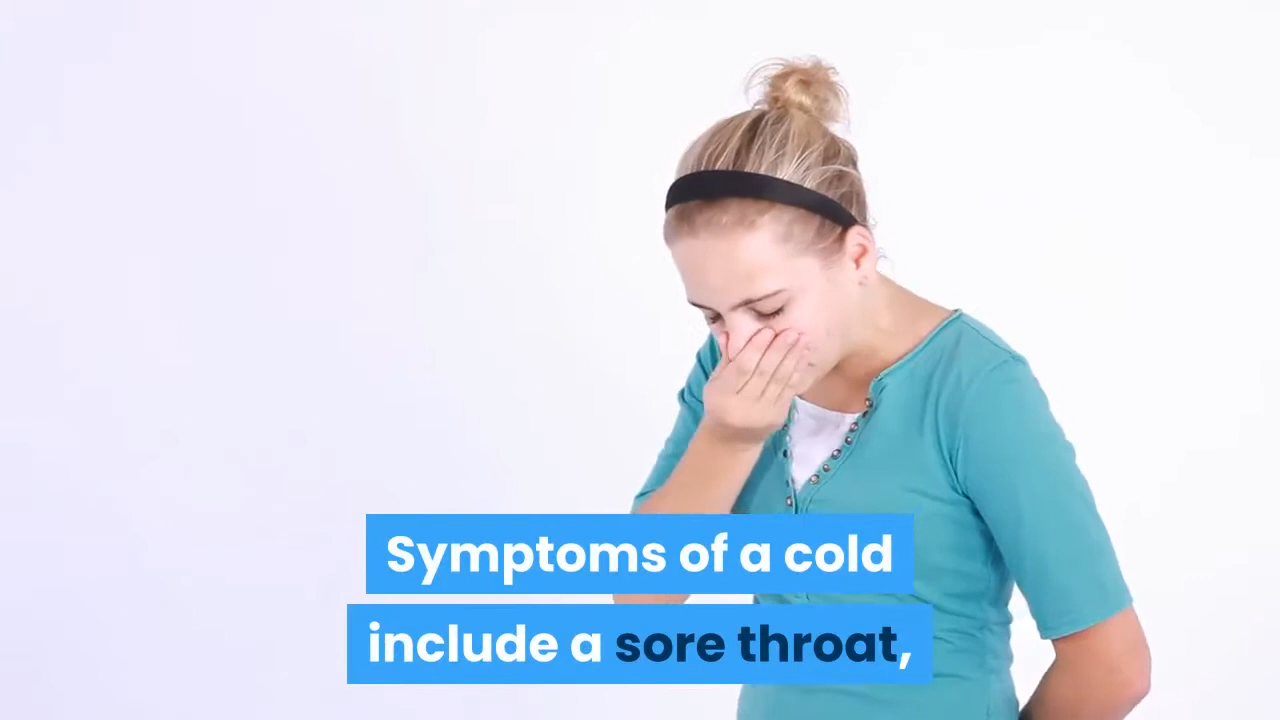 Symptoms of a cold
include a sore throat,